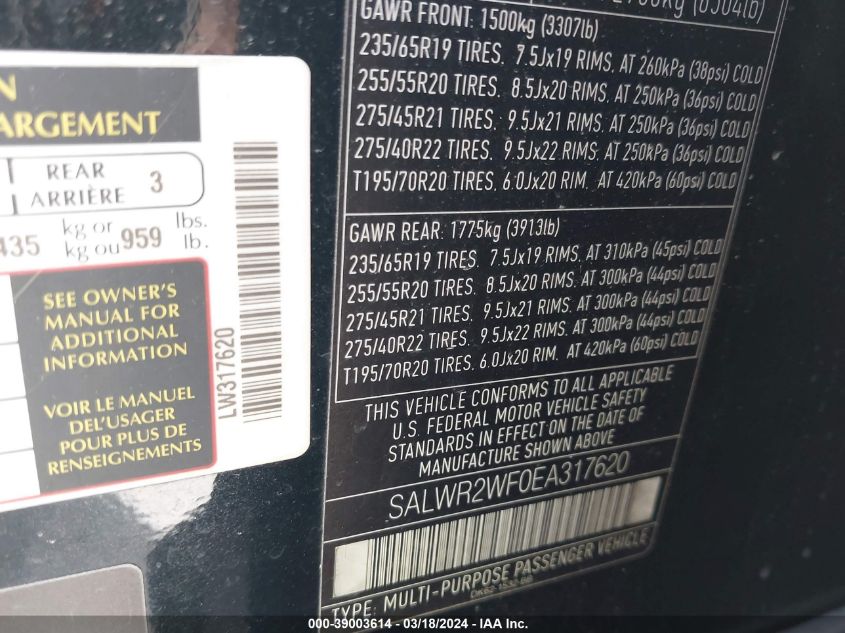 N
ARGEMENT
REAR
ARRIÈRE 3
435 kg or
kg ou 959 lbs.
lb.
SEE OWNER'S
MANUAL FOR
ADDITIONAL
INFORMATION
VOIR LE MANUEL
DEL'USAGER
POUR PLUS DE
RENSEIGNEMENTS
LW317620
GAWR FRONT: 1500kg (3307lb)
235/65R19 TIRES. 7.5Jx19 RIMS. AT 260kPa (38psi) COLD
255/55R20 TIRES. 8.5Jx20 RIMS. AT 250kPa (36psi) COLD
275/45R21 TIRES. 9.5Jx21 RIMS. AT 250kPa (36psi) COLD
275/40R22 TIRES. 9.5Jx22 RIMS. AT 250kPa (36psi) COLD
T195/70R20 TIRES. 6.0Jx20 RIM. AT 420kPa (60psi) COLD
GAWR REAR: 1775kg (3913lb)
235/65R19 TIRES. 7.5Jx19 RIMS. AT 310kPa (45psi) COLD
255/55R20 TIRES. 8.5Jx20 RIMS. AT 300kPa (44psi) COLD
275/45R21 TIRES. 9.5Jx21 RIMS. AT 300kPa (44psi) COLD
275/40R22 TIRES. 9.5Jx22 RIMS. AT 300kPa (44psi) COLD
T195/70R20 TIRES. 6.0Jx20 RIM. AT 420kPa (60psi) COLD
THIS VEHICLE CONFORMS TO ALL APPLICABLE
U.S. FEDERAL MOTOR VEHICLE SAFETY
STANDARDS IN EFFECT ON THE DATE OF
MANUFACTURE SHOWN ABOVE
SALWR2WF0EA317620
TYPE: MULTI-PURPOSE PASSENGER VEHICLE
000-39003614 - 03/18/2024 - IAA Inc.